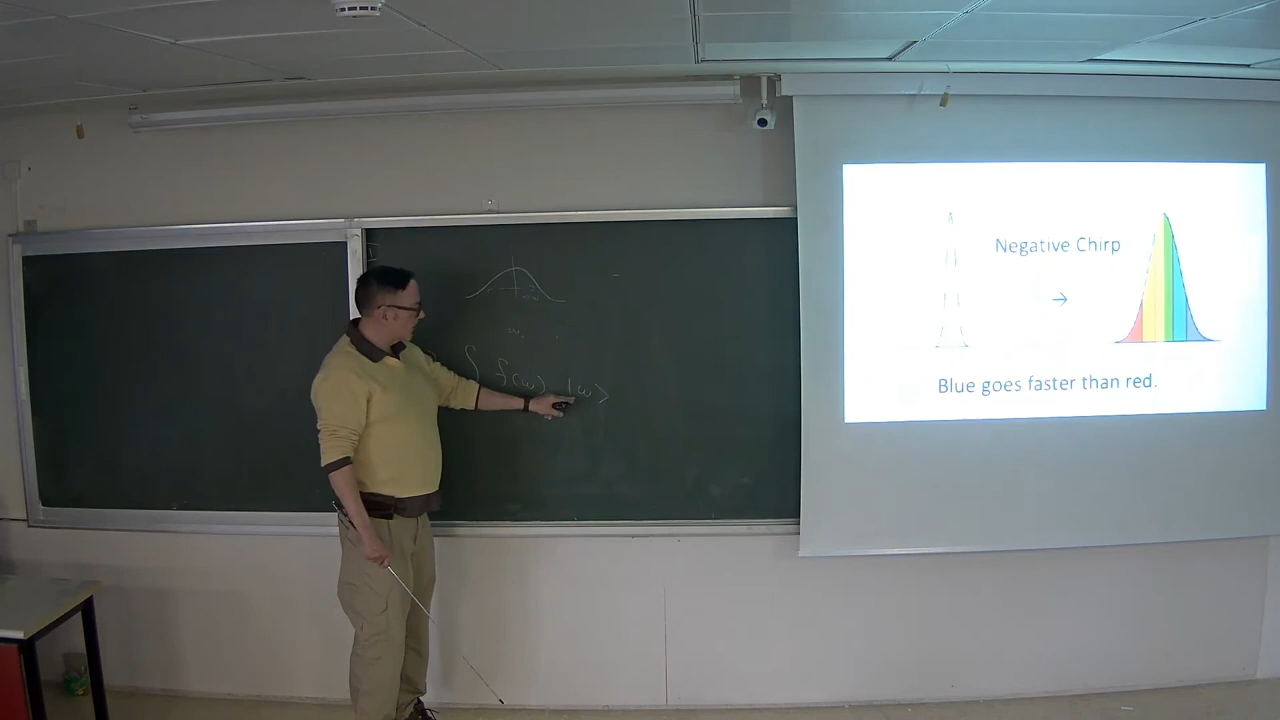 ∫ f(ω) |ω>
Negative Chirp
→
Blue goes faster than red.